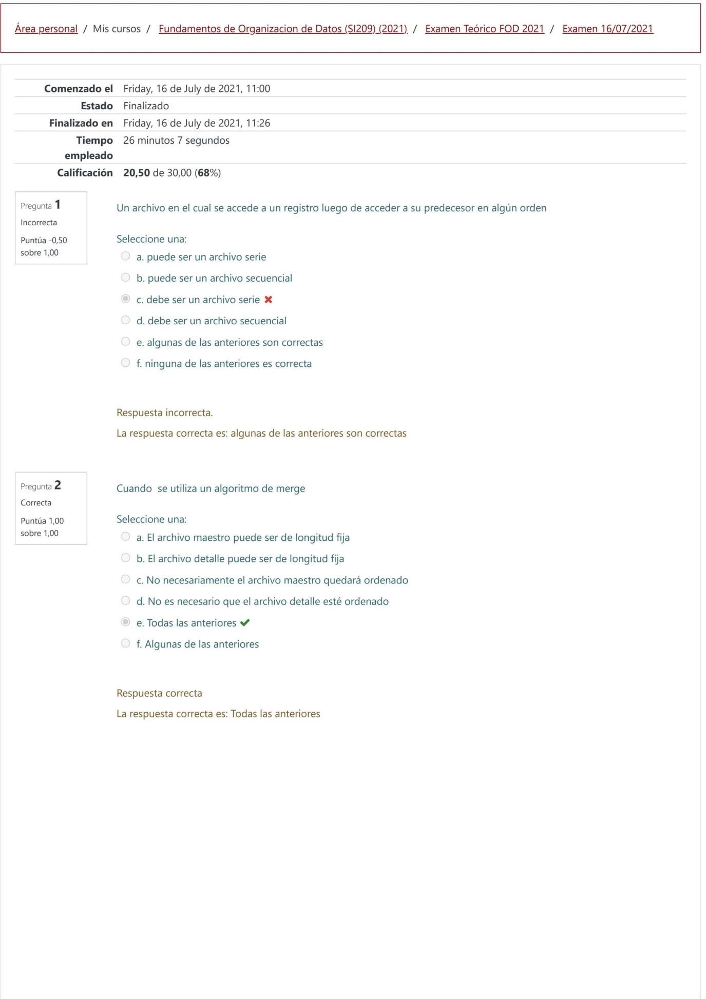 Área personal / Mis cursos / Fundamentos de Organizacion de Datos (SI209) (2021) / Examen Teórico FOD 2021 / Examen 16/07/2021
Comenzado el Friday, 16 de July de 2021, 11:00
Estado Finalizado
Finalizado en Friday, 16 de July de 2021, 11:26
Tiempo empleado 26 minutos 7 segundos
Calificación 20,50 de 30,00 (68%)
Pregunta 1
Incorrecta
Puntúa -0,50
sobre 1,00
Un archivo en el cual se accede a un registro luego de acceder a su predecesor en algún orden
Seleccione una:
a. puede ser un archivo serie
b. puede ser un archivo secuencial
c. debe ser un archivo serie
d. debe ser un archivo secuencial
e. algunas de las anteriores son correctas
f. ninguna de las anteriores es correcta
Respuesta incorrecta.
La respuesta correcta es: algunas de las anteriores son correctas
Pregunta 2
Correcta
Puntúa 1,00
sobre 1,00
Cuando se utiliza un algoritmo de merge
Seleccione una:
a. El archivo maestro puede ser de longitud fija
b. El archivo detalle puede ser de longitud fija
c. No necesariamente el archivo maestro quedará ordenado
d. No es necesario que el archivo detalle esté ordenado
e. Todas las anteriores
f. Algunas de las anteriores
Respuesta correcta
La respuesta correcta es: Todas las anteriores